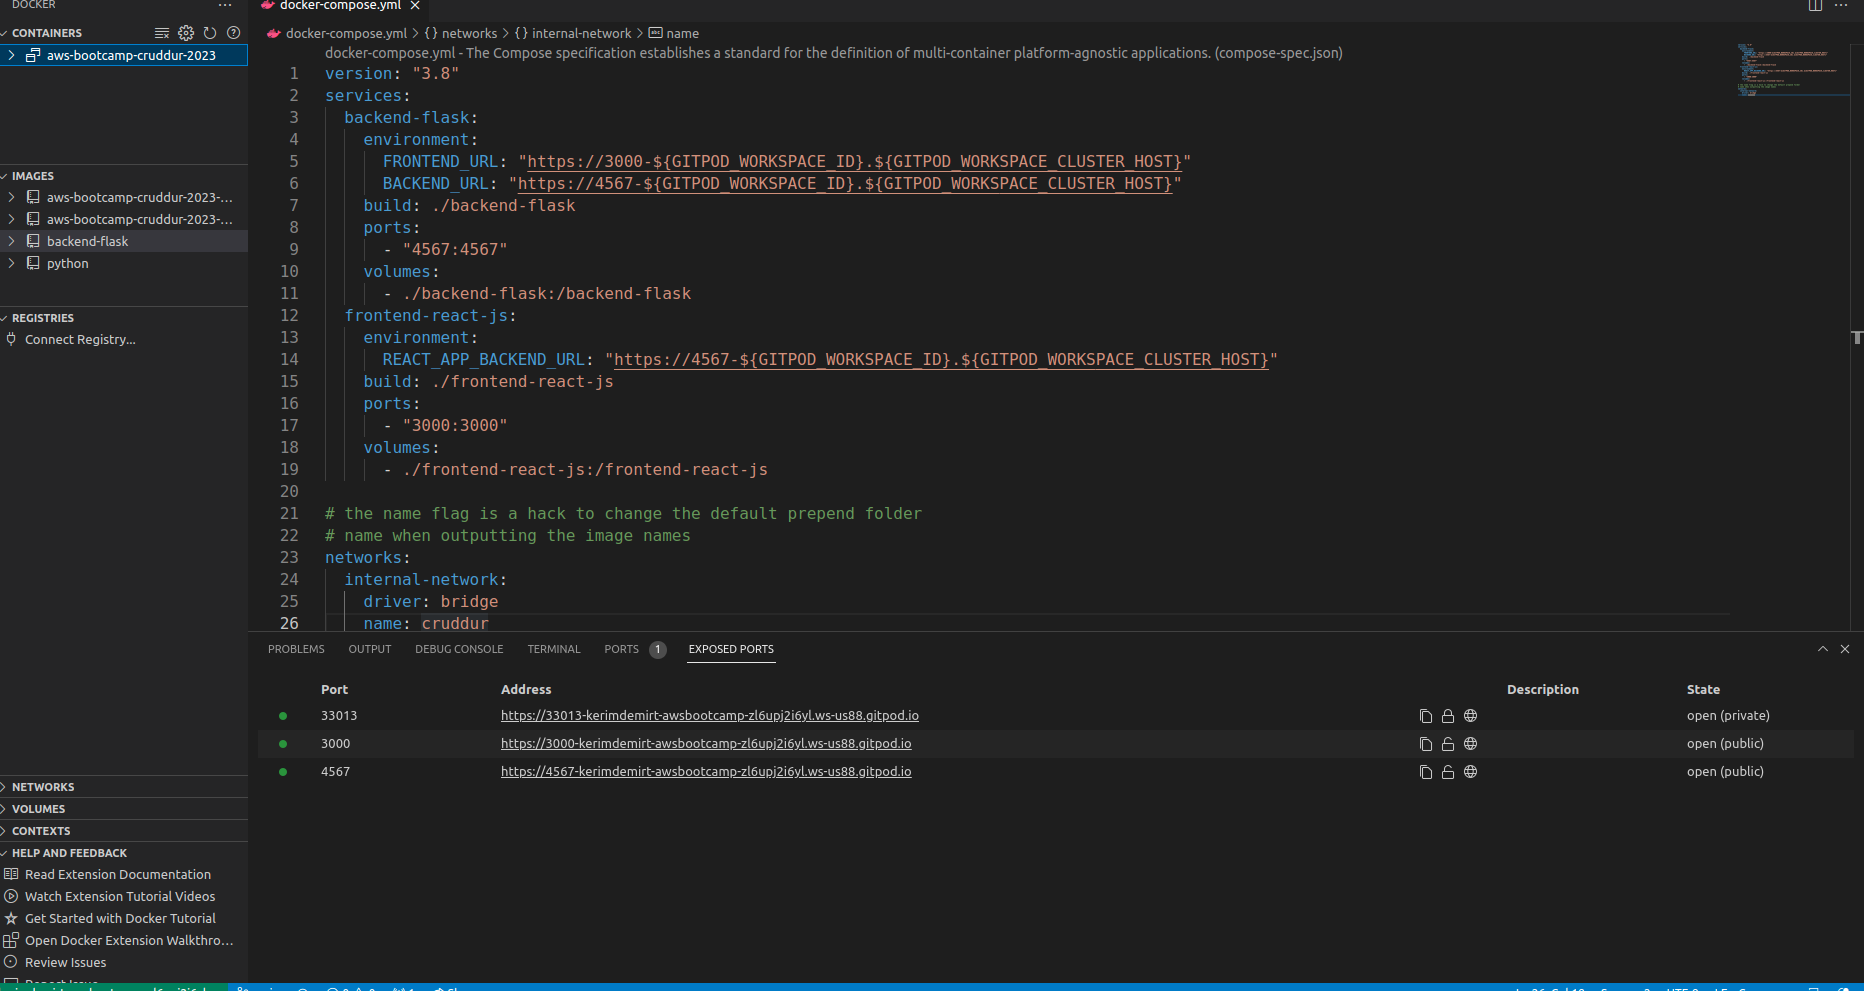 DOCKER
CONTAINERS
aws-bootcamp-cruddur-2023
IMAGES
aws-bootcamp-cruddur-2023-...
aws-bootcamp-cruddur-2023-...
backend-flask
python
REGISTRIES
Connect Registry...
NETWORKS
VOLUMES
CONTEXTS
HELP AND FEEDBACK
Read Extension Documentation
Watch Extension Tutorial Videos
Get Started with Docker Tutorial
Open Docker Extension Walkthro...
Review Issues
docker-compose.yml
docker-compose.yml > {} networks > {} internal-network > abc name
docker-compose.yml - The Compose specification establishes a standard for the definition of multi-container platform-agnostic applications. (compose-spec.json)
1 version: "3.8"
2 services:
3 backend-flask:
4 environment:
5 FRONTEND_URL: "https://3000-${GITPOD_WORKSPACE_ID}.${GITPOD_WORKSPACE_CLUSTER_HOST}"
6 BACKEND_URL: "https://4567-${GITPOD_WORKSPACE_ID}.${GITPOD_WORKSPACE_CLUSTER_HOST}"
7 build: ./backend-flask
8 ports:
9 - "4567:4567"
10 volumes:
11 - ./backend-flask:/backend-flask
12 frontend-react-js:
13 environment:
14 REACT_APP_BACKEND_URL: "https://4567-${GITPOD_WORKSPACE_ID}.${GITPOD_WORKSPACE_CLUSTER_HOST}"
15 build: ./frontend-react-js
16 ports:
17 - "3000:3000"
18 volumes:
19 - ./frontend-react-js:/frontend-react-js
20
21 # the name flag is a hack to change the default prepend folder
22 # name when outputting the image names
23 networks:
24 internal-network:
25 driver: bridge
26 name: cruddur
PROBLEMS OUTPUT DEBUG CONSOLE TERMINAL PORTS 1 EXPOSED PORTS
Port Address Description State
33013 https://33013-kerimdemirt-awsbootcamp-zl6upj2i6yl.ws-us88.gitpod.io open (private)
3000 https://3000-kerimdemirt-awsbootcamp-zl6upj2i6yl.ws-us88.gitpod.io open (public)
4567 https://4567-kerimdemirt-awsbootcamp-zl6upj2i6yl.ws-us88.gitpod.io open (public)